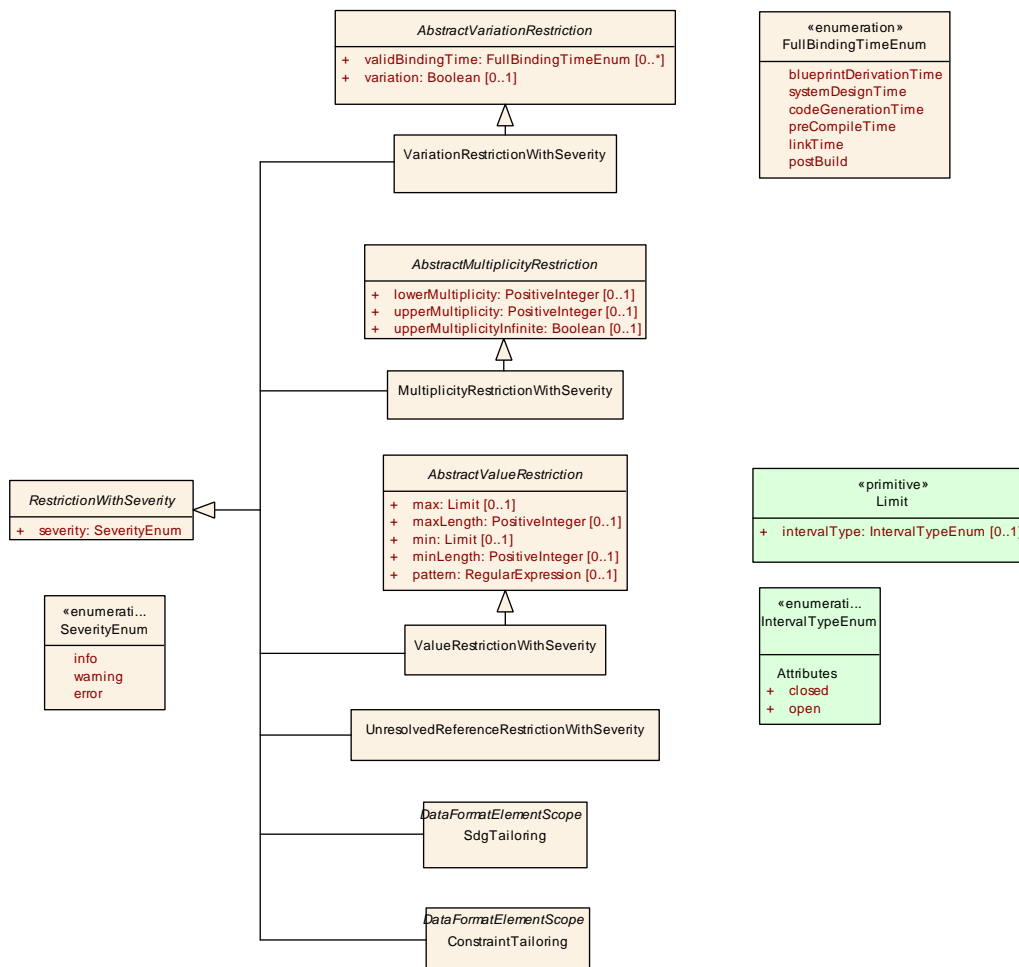 AbstractVariationRestriction
+ validBindingTime: FullBindingTimeEnum [0..*]
+ variation: Boolean [0..1]
«enumeration»
FullBindingTimeEnum
blueprintDerivationTime
systemDesignTime
codeGenerationTime
preCompileTime
linkTime
postBuild
VariationRestrictionWithSeverity
AbstractMultiplicityRestriction
+ lowerMultiplicity: PositiveInteger [0..1]
+ upperMultiplicity: PositiveInteger [0..1]
+ upperMultiplicityInfinite: Boolean [0..1]
MultiplicityRestrictionWithSeverity
AbstractValueRestriction
+ max: Limit [0..1]
+ maxLength: PositiveInteger [0..1]
+ min: Limit [0..1]
+ minLength: PositiveInteger [0..1]
+ pattern: RegularExpression [0..1]
RestrictionWithSeverity
+ severity: SeverityEnum
«primitive»
Limit
+ intervalType: IntervalTypeEnum [0..1]
«enumerati...
SeverityEnum
info
warning
error
ValueRestrictionWithSeverity
«enumerati...
IntervalTypeEnum
Attributes
+ closed
+ open
UnresolvedReferenceRestrictionWithSeverity
DataFormatElementScope
SdgTailoring
DataFormatElementScope
ConstraintTailoring